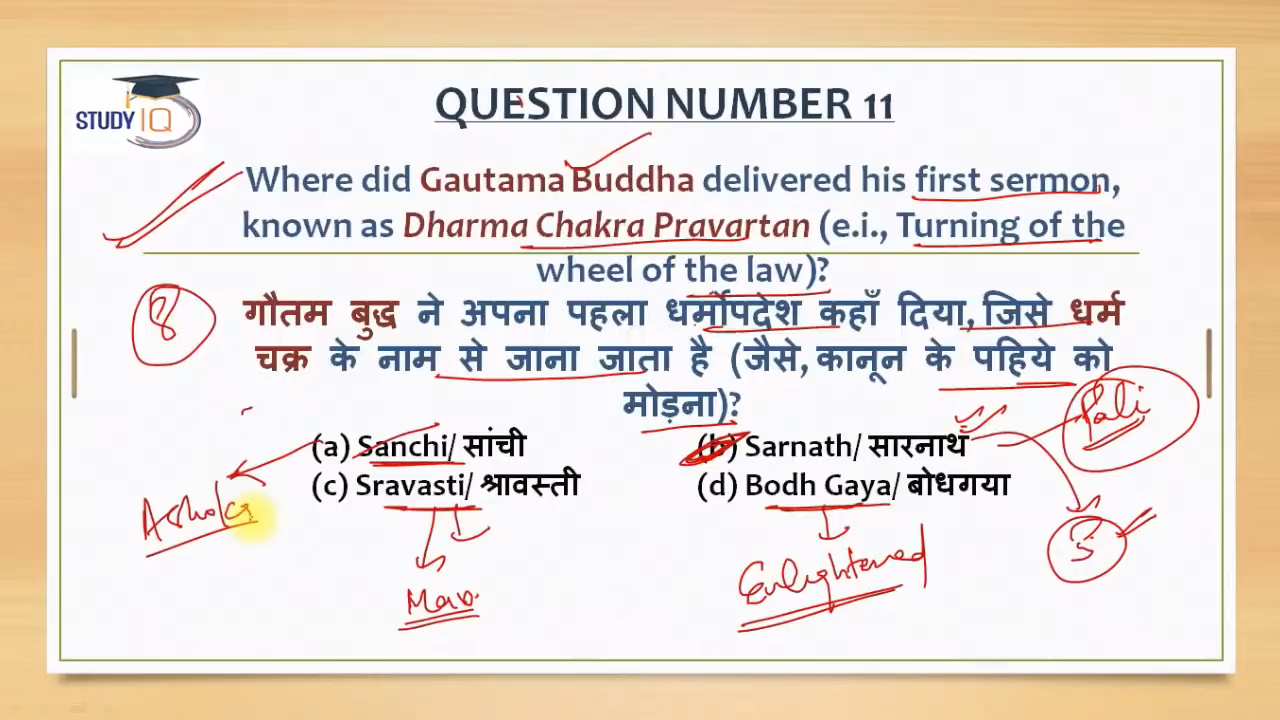 STUDY IQ
QUESTION NUMBER 11
Where did Gautama Buddha delivered his first sermon,
known as Dharma Chakra Pravartan (e.i., Turning of the
wheel of the law)?
8
गौतम बुद्ध ने अपना पहला धर्मोपदेश कहाँ दिया, जिसे धर्म
चक्र के नाम से जाना जाता है (जैसे, कानून के पहिये को
मोड़ना)?
Pali
(a) Sanchi/ सांची
(b) Sarnath/ सारनाथ
(c) Sravasti/ श्रावस्ती
(d) Bodh Gaya/ बोधगया
Ashoka
5
Enlightened